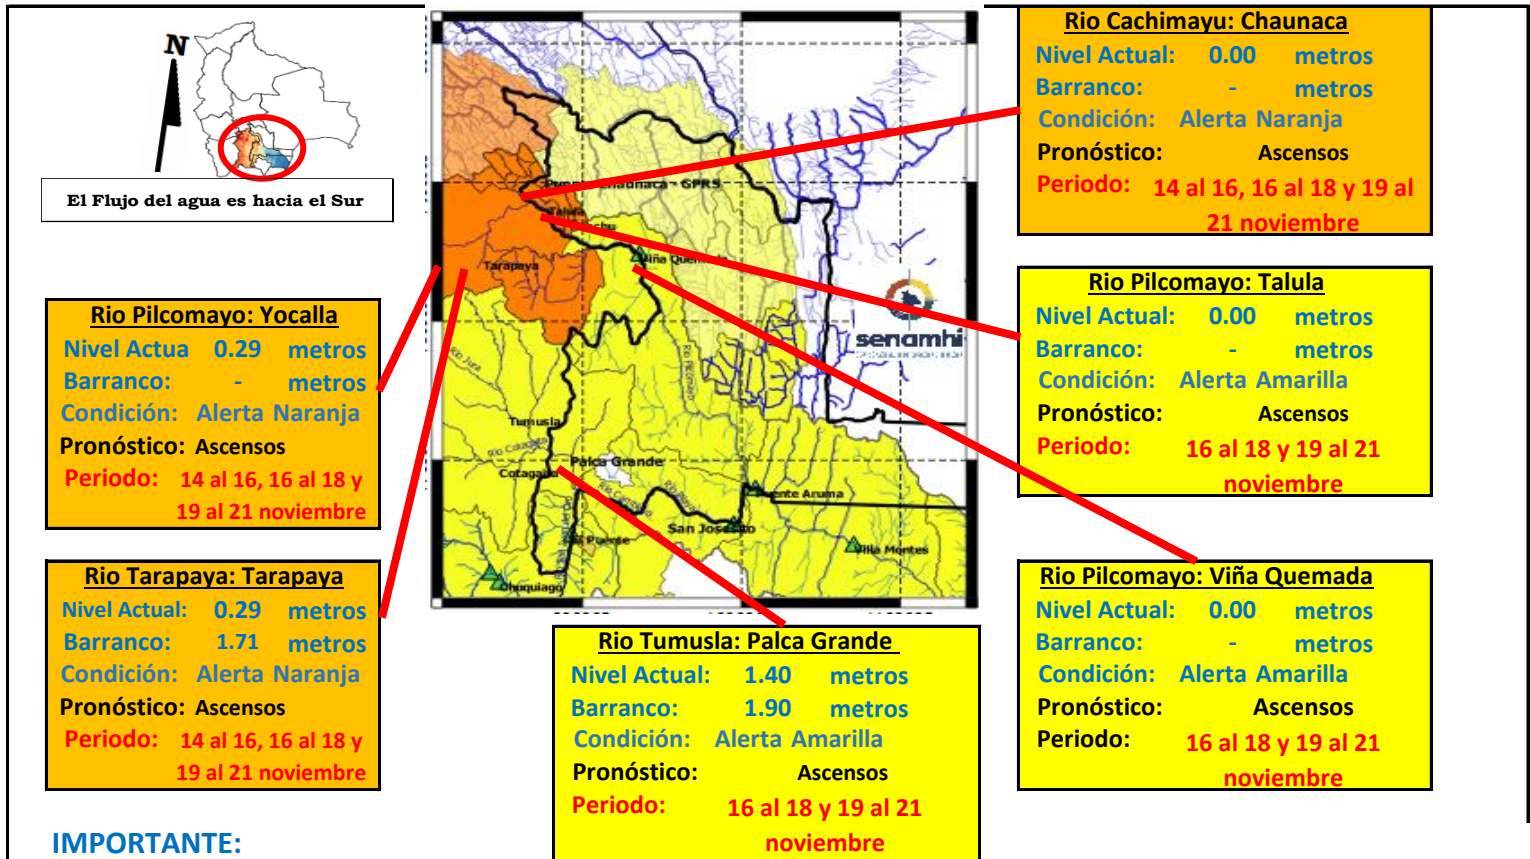 N
El Flujo del agua es hacia el Sur
Rio Pilcomayo: Yocalla
Nivel Actua 0.29 metros
Barranco: - metros
Condición: Alerta Naranja
Pronóstico: Ascensos
Periodo: 14 al 16, 16 al 18 y
19 al 21 noviembre
Rio Tarapaya: Tarapaya
Nivel Actual: 0.29 metros
Barranco: 1.71 metros
Condición: Alerta Naranja
Pronóstico: Ascensos
Periodo: 14 al 16, 16 al 18 y
19 al 21 noviembre
IMPORTANTE:
- GPRS
Tarapaya
Viña
senamhi
Rio Jura
Rio Pilcomayo
Tumusla
Rio Cotagaita
Palca Grande
Cotagaita
Puente Aruma
San Josecito
El Puente
Villa Montes
Chuquiago
Rio Tumusla: Palca Grande
Nivel Actual: 1.40 metros
Barranco: 1.90 metros
Condición: Alerta Amarilla
Pronóstico: Ascensos
Periodo: 16 al 18 y 19 al 21
noviembre
Rio Cachimayu: Chaunaca
Nivel Actual: 0.00 metros
Barranco: - metros
Condición: Alerta Naranja
Pronóstico: Ascensos
Periodo: 14 al 16, 16 al 18 y 19 al
21 noviembre
Rio Pilcomayo: Talula
Nivel Actual: 0.00 metros
Barranco: - metros
Condición: Alerta Amarilla
Pronóstico: Ascensos
Periodo: 16 al 18 y 19 al 21
noviembre
Rio Pilcomayo: Viña Quemada
Nivel Actual: 0.00 metros
Barranco: - metros
Condición: Alerta Amarilla
Pronóstico: Ascensos
Periodo: 16 al 18 y 19 al 21
noviembre